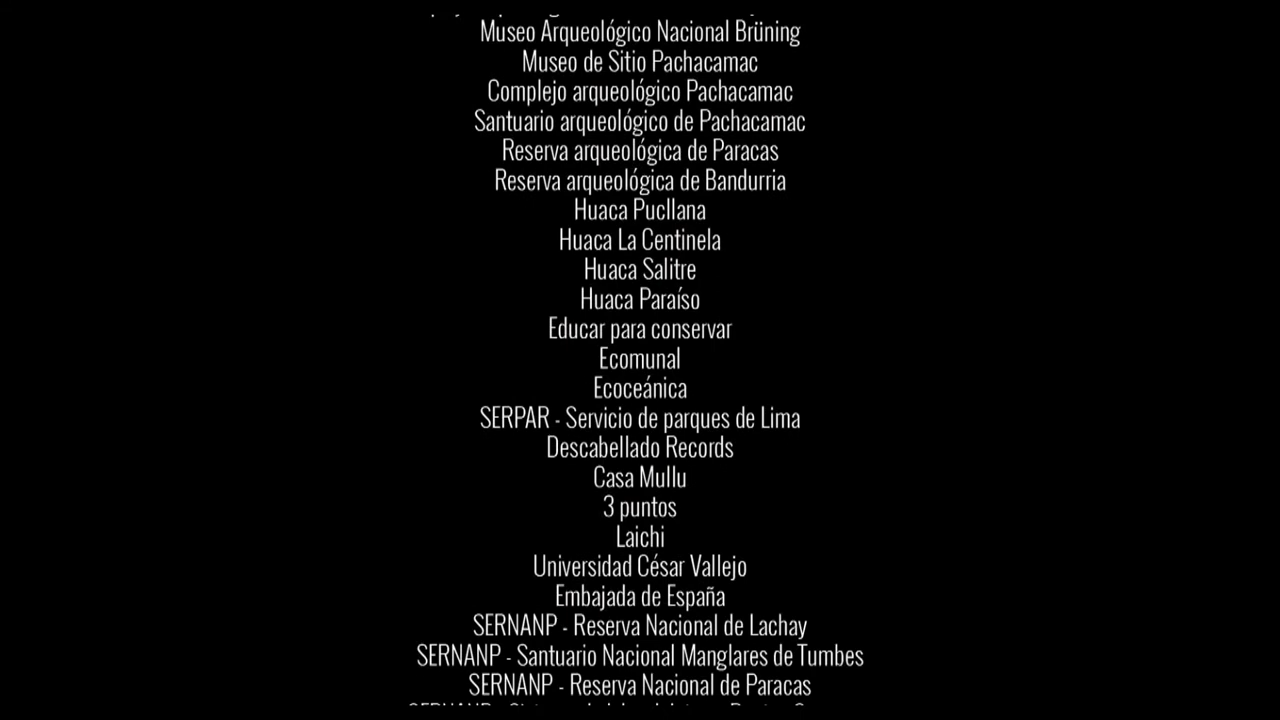 Museo Arqueológico Nacional Brüning
Museo de Sitio Pachacamac
Complejo arqueológico Pachacamac
Santuario arqueológico de Pachacamac
Reserva arqueológica de Paracas
Reserva arqueológica de Bandurria
Huaca Pucllana
Huaca La Centinela
Huaca Salitre
Huaca Paraíso
Educar para conservar
Ecomunal
Ecoceánica
SERPAR - Servicio de parques de Lima
Descabellado Records
Casa Mullu
3 puntos
Laichi
Universidad César Vallejo
Embajada de España
SERNANP - Reserva Nacional de Lachay
SERNANP - Santuario Nacional Manglares de Tumbes
SERNANP - Reserva Nacional de Paracas